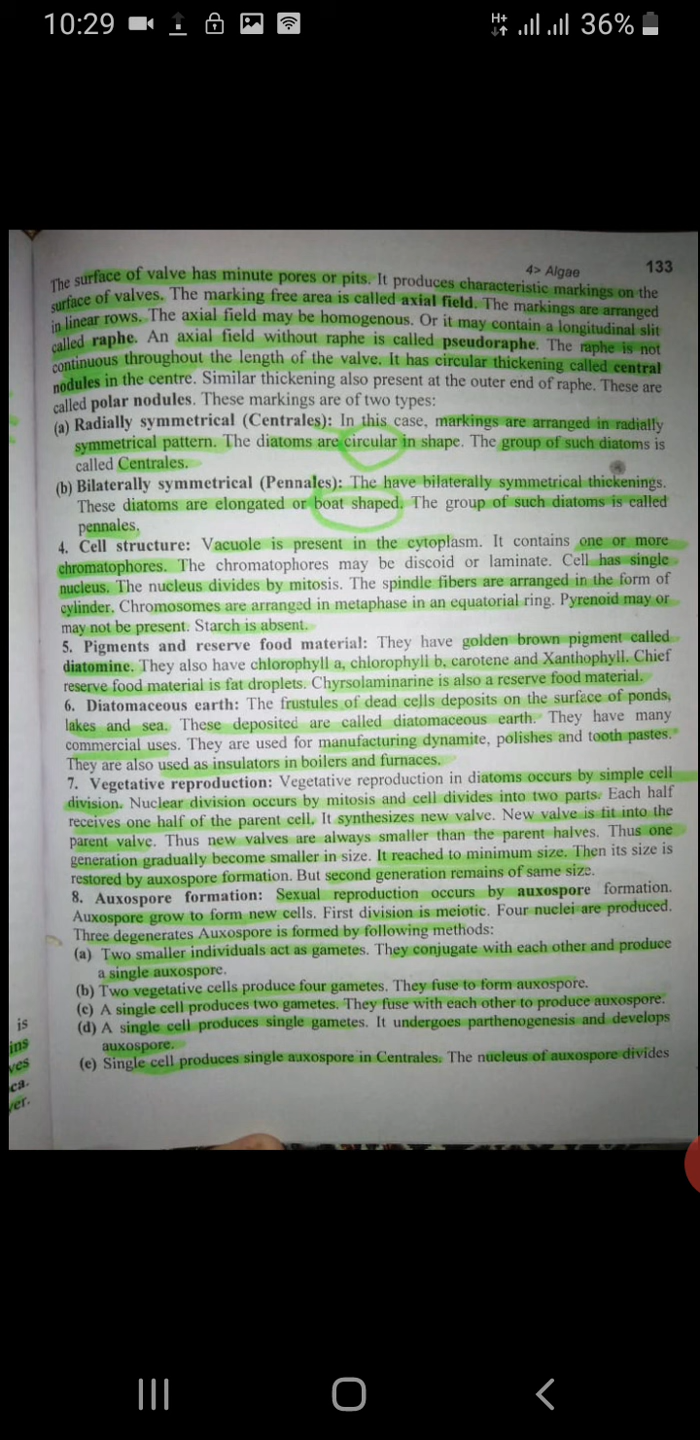 10:29
H+
36%
4> Algae 133
The surface of valve has minute pores or pits. It produces characteristic markings on the
surface of valves. The marking free area is called axial field. The markings are arranged
in linear rows. The axial field may be homogenous. Or it may contain a longitudinal slit
called raphe. An axial field without raphe is called pseudoraphe. The raphe is not
continuous throughout the length of the valve. It has circular thickening called central
nodules in the centre. Similar thickening also present at the outer end of raphe. These are
called polar nodules. These markings are of two types:
(a) Radially symmetrical (Centrales): In this case, markings are arranged in radially
symmetrical pattern. The diatoms are circular in shape. The group of such diatoms is
called Centrales.
(b) Bilaterally symmetrical (Pennales): The have bilaterally symmetrical thickenings.
These diatoms are elongated or boat shaped. The group of such diatoms is called
pennales.
4. Cell structure: Vacuole is present in the cytoplasm. It contains one or more
chromatophores. The chromatophores may be discoid or laminate. Cell has single
nucleus. The nucleus divides by mitosis. The spindle fibers are arranged in the form of
cylinder. Chromosomes are arranged in metaphase in an equatorial ring. Pyrenoid may or
may not be present. Starch is absent.
5. Pigments and reserve food material: They have golden brown pigment called
diatomine. They also have chlorophyll a, chlorophyll b, carotene and Xanthophyll. Chief
reserve food material is fat droplets. Chyrsolaminarine is also a reserve food material.
6. Diatomaceous earth: The frustules of dead cells deposits on the surface of ponds,
lakes and sea. These deposited are called diatomaceous earth. They have many
commercial uses. They are used for manufacturing dynamite, polishes and tooth pastes.
They are also used as insulators in boilers and furnaces.
7. Vegetative reproduction: Vegetative reproduction in diatoms occurs by simple cell
division. Nuclear division occurs by mitosis and cell divides into two parts. Each half
receives one half of the parent cell. It synthesizes new valve. New valve is fit into the
parent valve. Thus new valves are always smaller than the parent halves. Thus one
generation gradually become smaller in size. It reached to minimum size. Then its size is
restored by auxospore formation. But second generation remains of same size.
8. Auxospore formation: Sexual reproduction occurs by auxospore formation.
Auxospore grow to form new cells. First division is meiotic. Four nuclei are produced.
Three degenerates Auxospore is formed by following methods:
(a) Two smaller individuals act as gametes. They conjugate with each other and produce
a single auxospore.
(b) Two vegetative cells produce four gametes. They fuse to form auxospore.
(c) A single cell produces two gametes. They fuse with each other to produce auxospore.
(d) A single cell produces single gametes. It undergoes parthenogenesis and develops
auxospore.
(e) Single cell produces single auxospore in Centrales. The nucleus of auxospore divides
is
ins
ves
ca.
ver.